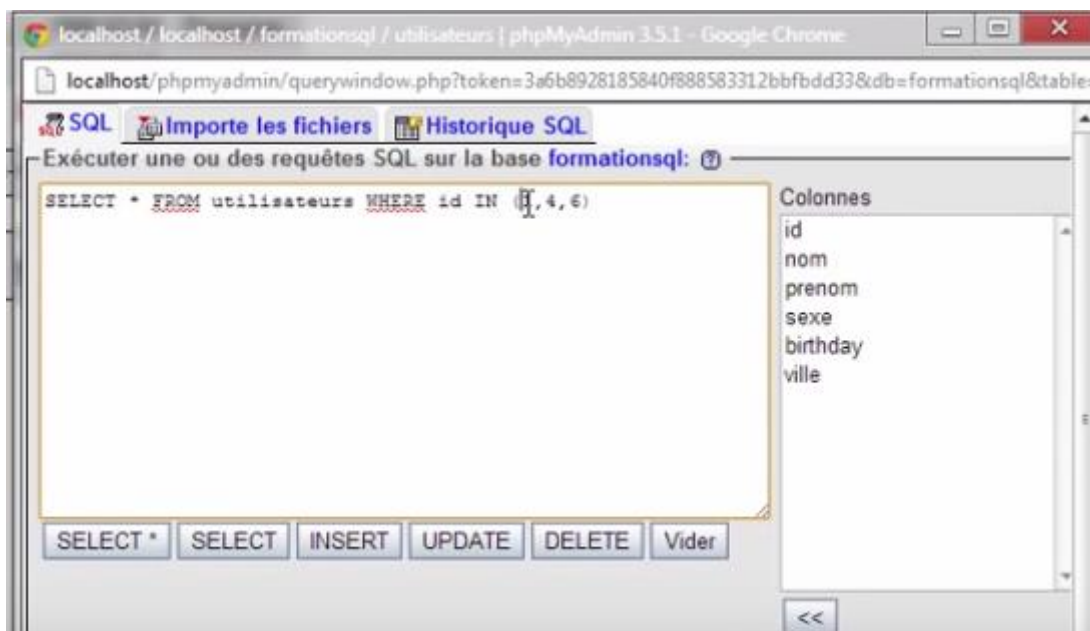 localhost / localhost / formationsql / utilisateurs | phpMyAdmin 3.5.1 - Google Chrome
localhost/phpmyadmin/querywindow.php?token=3a6b8928185840f888583312bbfbdd33&db=formationsql&table=
SQL Importe les fichiers Historique SQL
Exécuter une ou des requêtes SQL sur la base formationsql:
SELECT * FROM utilisateurs WHERE id IN ( ,4,6)
Colonnes
id
nom
prenom
sexe
birthday
ville
SELECT * SELECT INSERT UPDATE DELETE Vider
<<